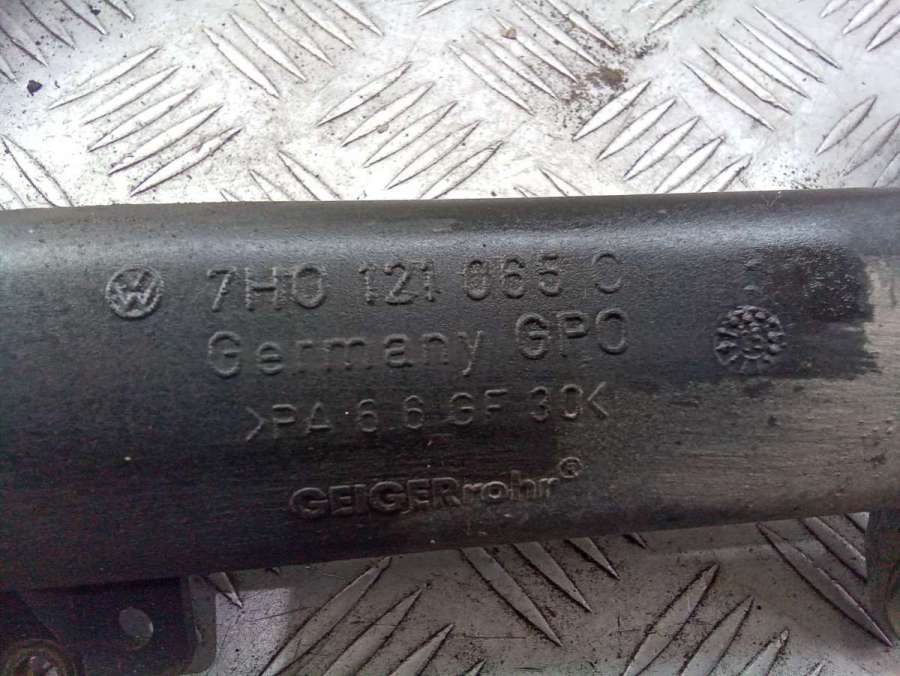 7H0 121 065 C
Germany GPO
>PA 6 6 GF 30<
GEIGERrohr®